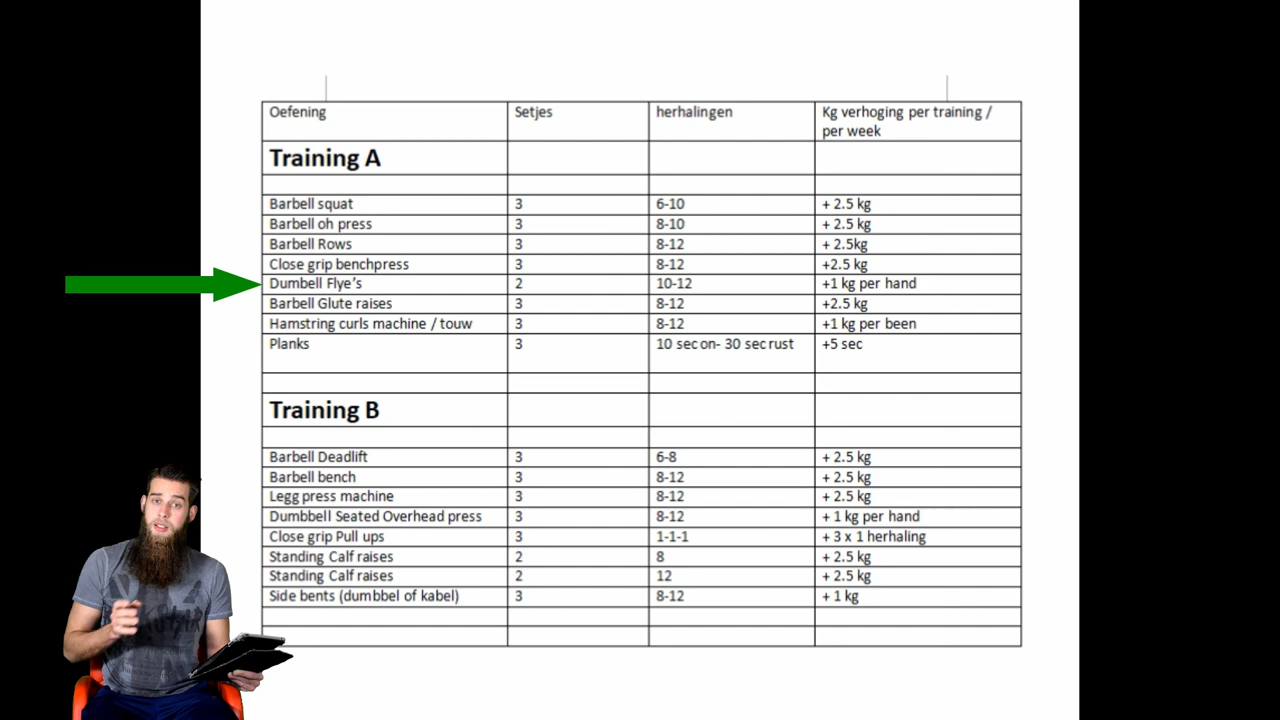 Oefening Setjes herhalingen Kg verhoging per training /
per week
Training A
Barbell squat 3 6-10 + 2.5 kg
Barbell oh press 3 8-10 + 2.5 kg
Barbell Rows 3 8-12 + 2.5kg
Close grip benchpress 3 8-12 +2.5 kg
Dumbell Flye's 2 10-12 +1 kg per hand
Barbell Glute raises 3 8-12 +2.5 kg
Hamstring curls machine / touw 3 8-12 +1 kg per been
Planks 3 10 sec on- 30 sec rust +5 sec
Training B
Barbell Deadlift 3 6-8 + 2.5 kg
Barbell bench 3 8-12 + 2.5 kg
Legg press machine 3 8-12 + 2.5 kg
Dumbbell Seated Overhead press 3 8-12 + 1 kg per hand
Close grip Pull ups 3 1-1-1 + 3 x 1 herhaling
Standing Calf raises 2 8 + 2.5 kg
Standing Calf raises 2 12 + 2.5 kg
Side bents (dumbbel of kabel) 3 8-12 + 1 kg